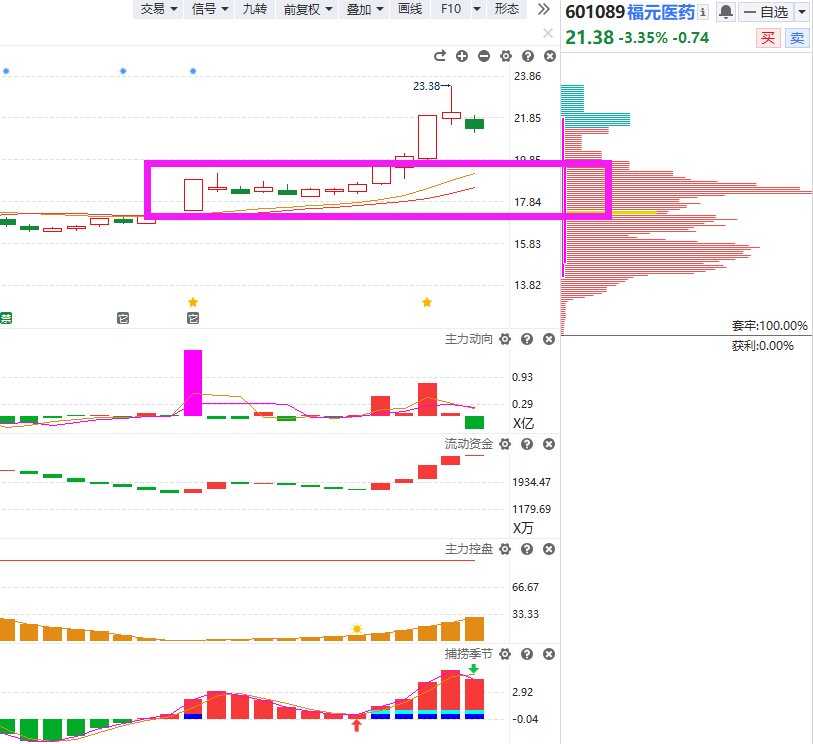 交易 信号 九转 前复权 叠加 画线 F10 形态
601089 福元医药 自选
21.38 -3.35% -0.74 买 卖
23.86
23.38
21.85
19.85
17.84
15.83
13.82
禁 它 它
套牢:100.00%
获利:0.00%
主力动向
0.93
0.29
X亿
流动资金
1934.47
1179.69
X万
主力控盘
66.67
33.33
捕捞季节
2.92
-0.04